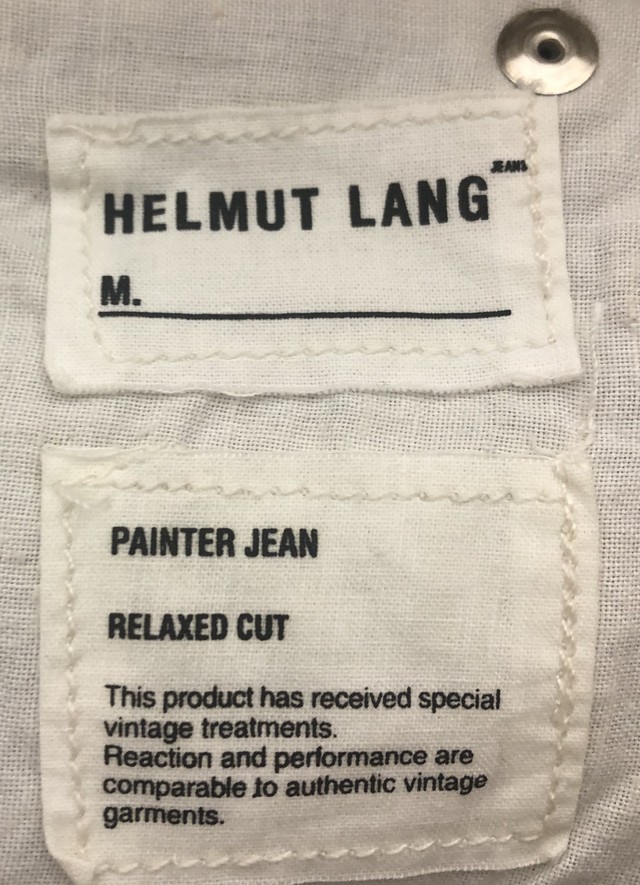 HELMUT LANG JEANS
M.
PAINTER JEAN
RELAXED CUT
This product has received special
vintage treatments.
Reaction and performance are
comparable to authentic vintage
garments.